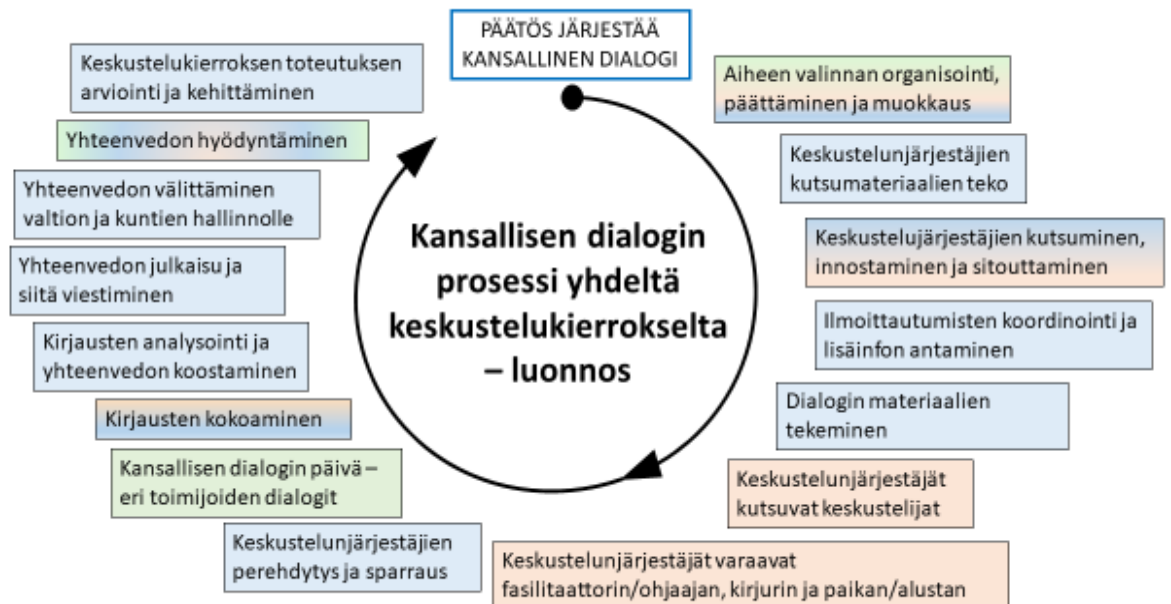 PÄÄTÖS JÄRJESTÄÄ
KANSALLINEN DIALOGI
Aiheen valinnan organisointi,
päättäminen ja muokkaus
Keskustelunjärjestäjien
kutsumateriaalien teko
Keskustelujärjestäjien kutsuminen,
innostaminen ja sitouttaminen
Ilmoittautumisten koordinointi ja
lisäinfon antaminen
Dialogin materiaalien
tekeminen
Keskustelunjärjestäjät
kutsuvat keskustelijat
Keskustelunjärjestäjät varaavat
fasilitaattorin/ohjaajan, kirjurin ja paikan/alustan
Keskustelunjärjestäjien
perehdytys ja sparraus
Kansallisen dialogin päivä –
eri toimijoiden dialogit
Kirjausten kokoaminen
Kirjausten analysointi ja
yhteenvedon koostaminen
Yhteenvedon julkaisu ja
siitä viestiminen
Yhteenvedon välittäminen
valtion ja kuntien hallinnolle
Yhteenvedon hyödyntäminen
Keskustelukierroksen toteutuksen
arviointi ja kehittäminen
Kansallisen dialogin
prosessi yhdeltä
keskustelukierrokselta
– luonnos